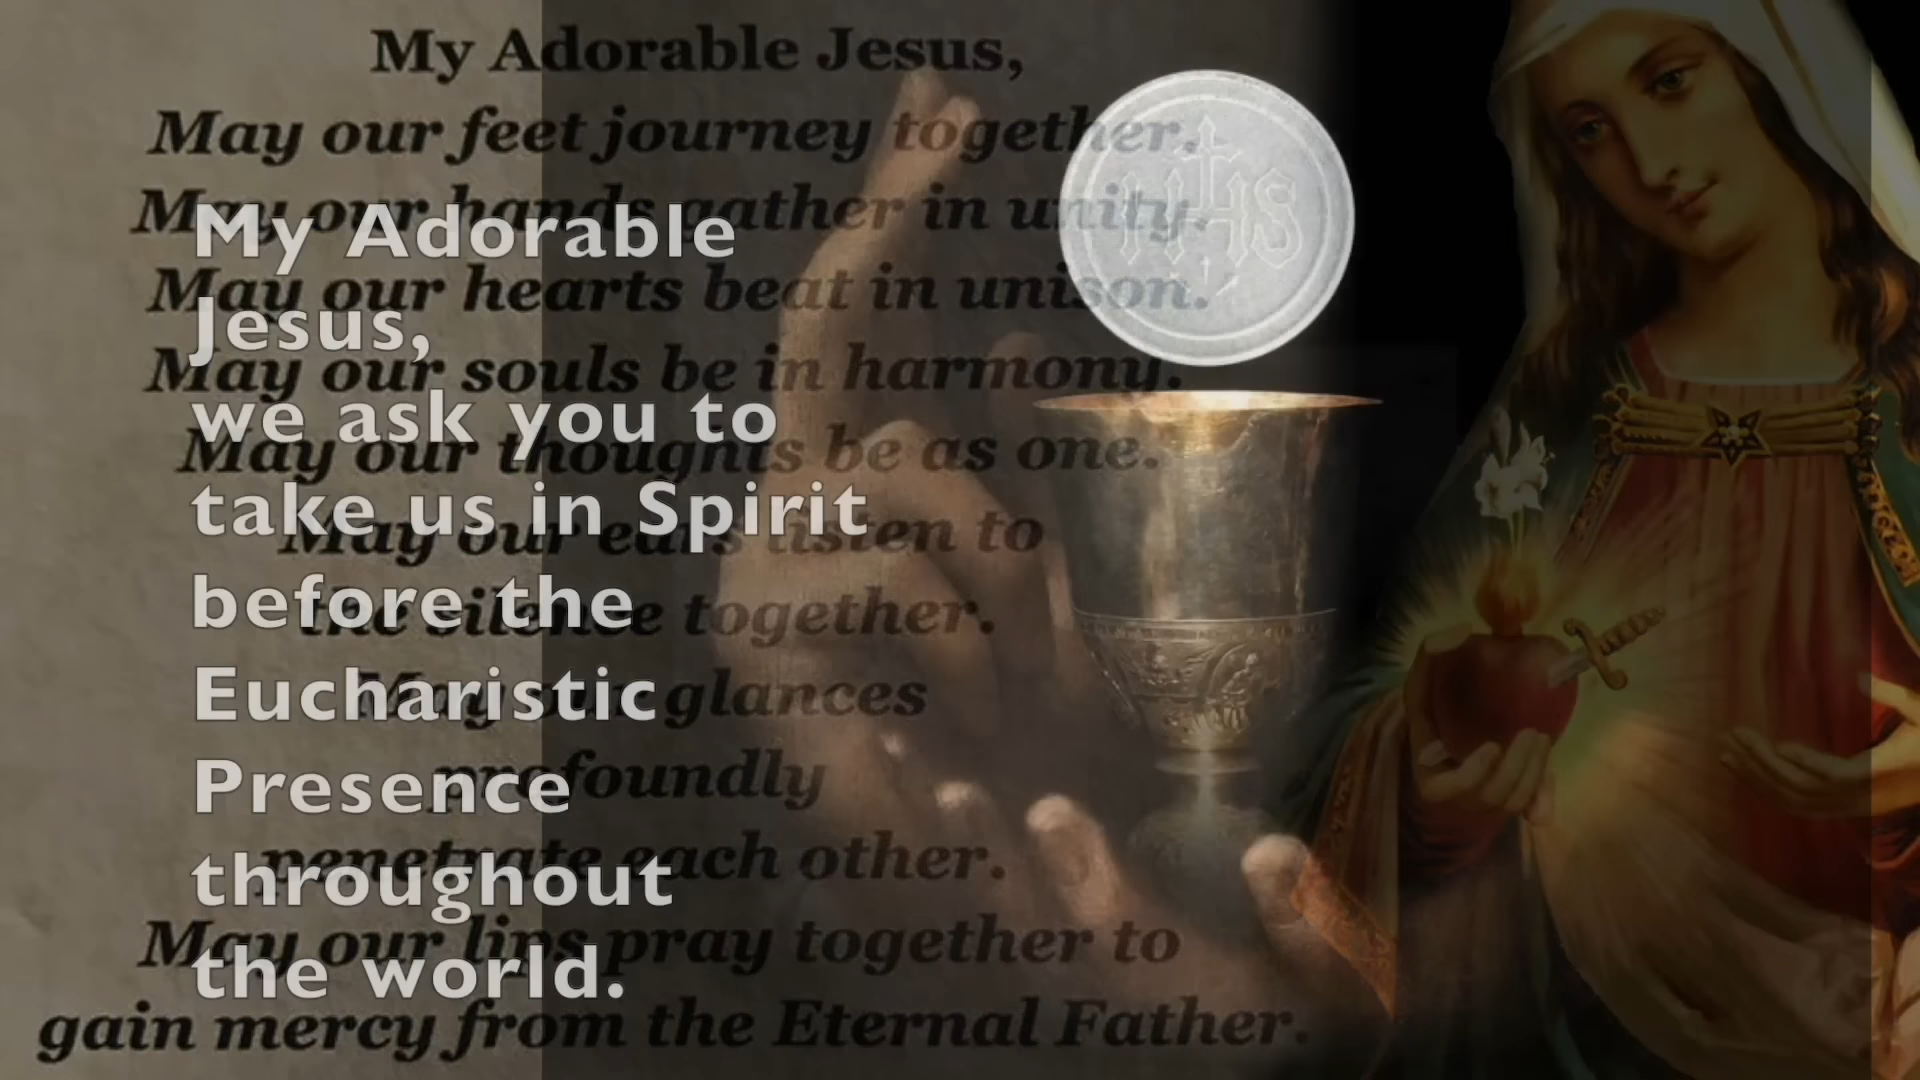 My Adorable Jesus,
May our feet journey together.
May our hands gather in unity.
May our hearts beat in unison.
May our souls be in harmony.
May our thoughts be as one.
May our ears listen to
the silence together.
May our glances
profoundly
penetrate each other.
May our lips pray together to
gain mercy from the Eternal Father.
My Adorable
Jesus,
we ask you to
take us in Spirit
before the
Eucharistic
Presence
throughout
the world.
IHS